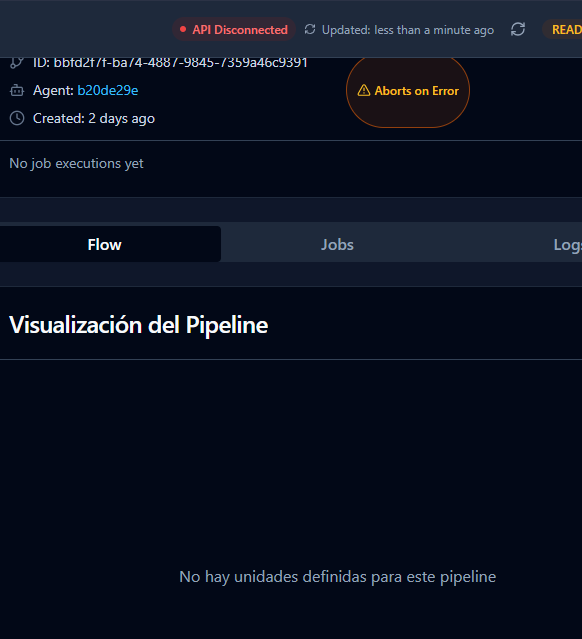 API Disconnected
Updated: less than a minute ago
READ
ID: bbfd2f7f-ba74-4887-9845-7359a46c9391
Agent: b20de29e
Aborts on Error
Created: 2 days ago
No job executions yet
Flow
Jobs
Logs
Visualización del Pipeline
No hay unidades definidas para este pipeline